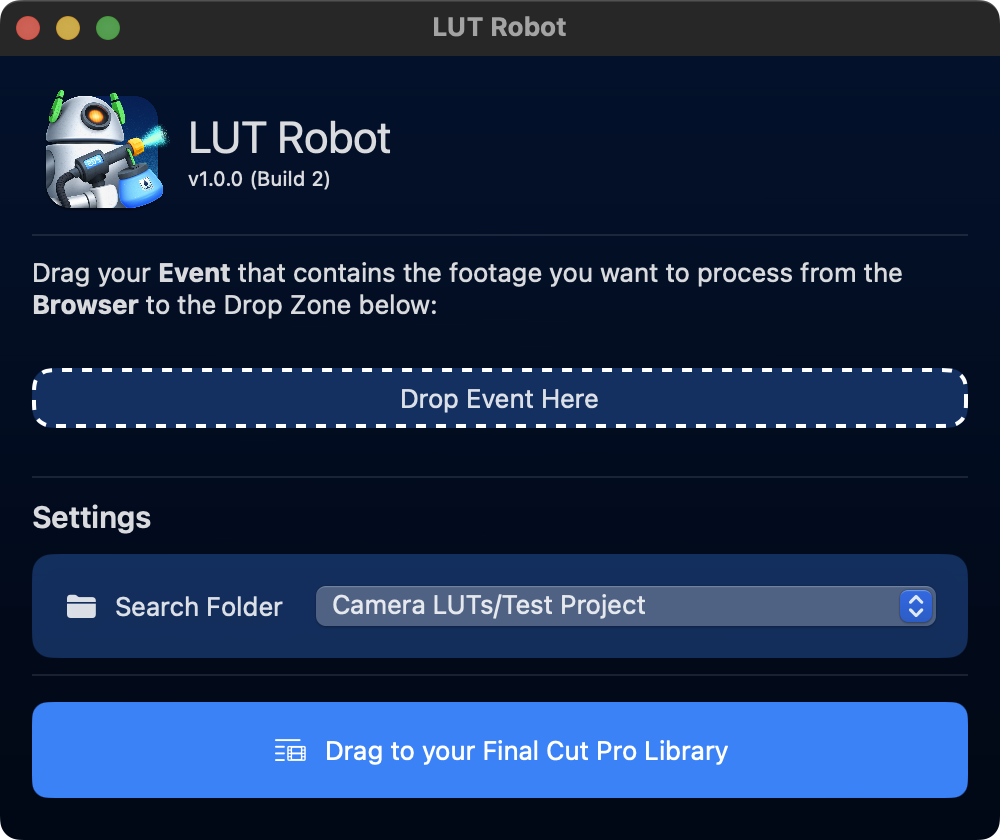 LUT Robot
LUT Robot
v1.0.0 (Build 2)
Drag your Event that contains the footage you want to process from the
Browser to the Drop Zone below:
Drop Event Here
Settings
Search Folder
Camera LUTs/Test Project
Drag to your Final Cut Pro Library